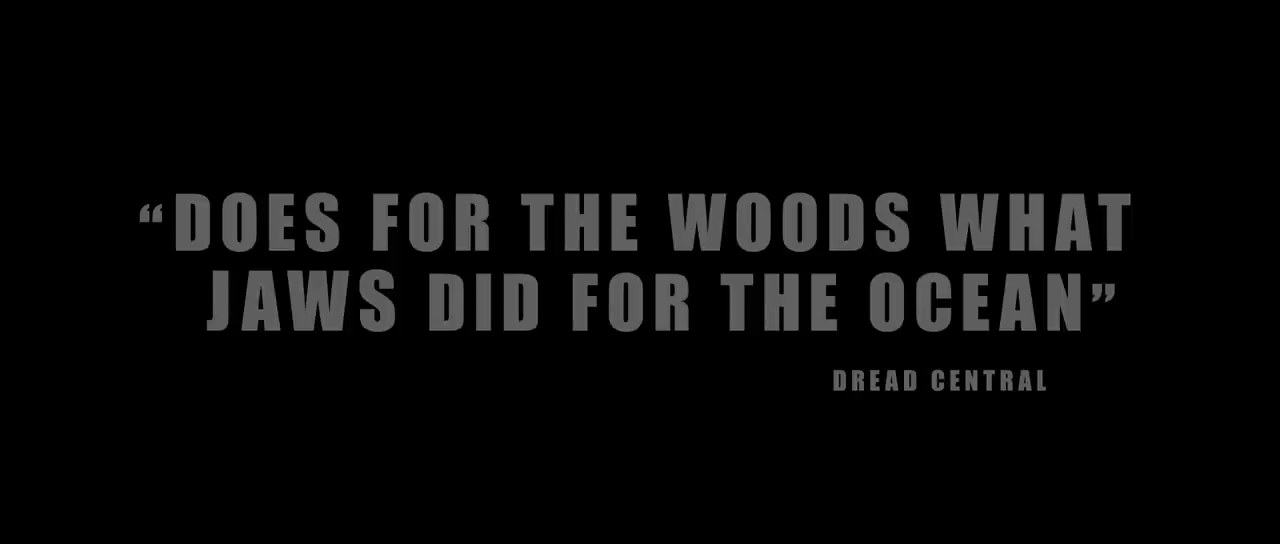 “DOES FOR THE WOODS WHAT
JAWS DID FOR THE OCEAN”
DREAD CENTRAL